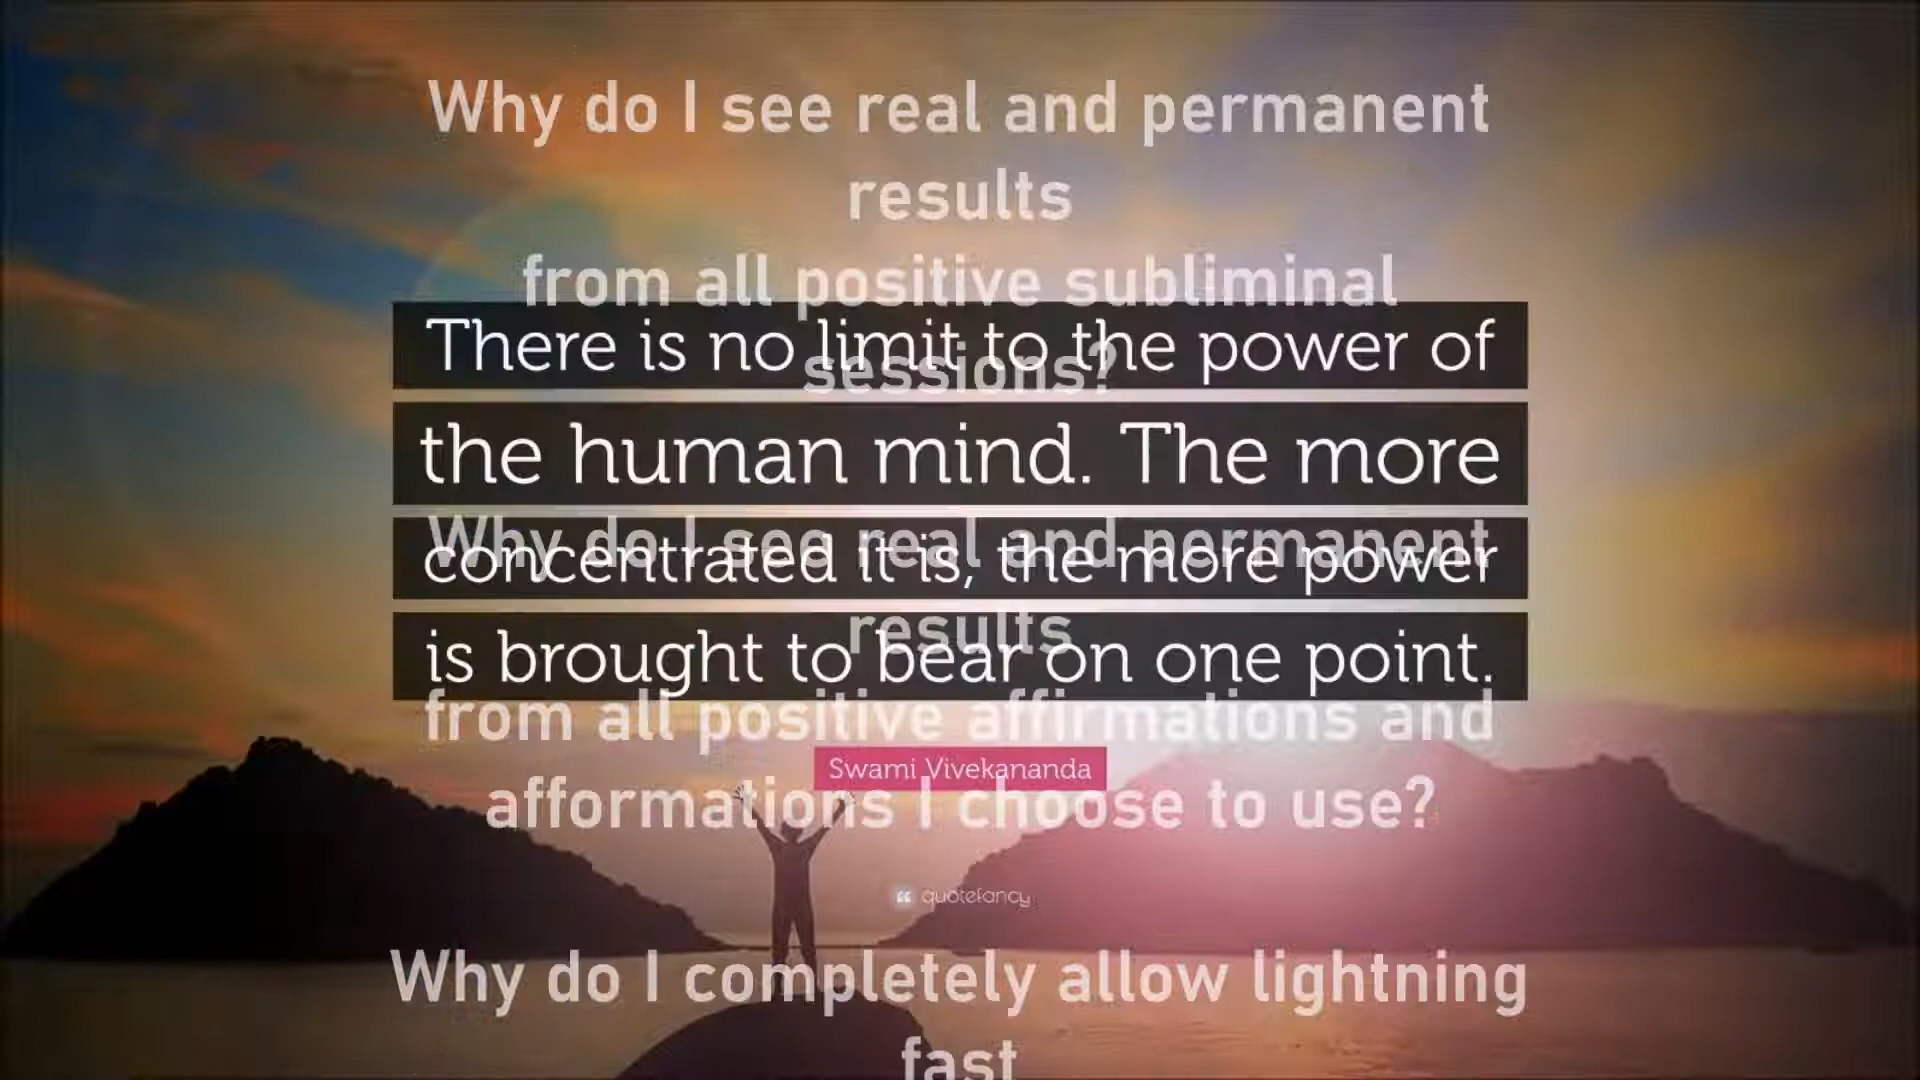 Why do I see real and permanent
results
from all positive subliminal
sessions?
There is no limit to the power of
the human mind. The more
concentrated it is, the more power
is brought to bear on one point.
Why do I see real and permanent
results
from all positive affirmations and
afformations I choose to use?
Swami Vivekananda
quotefancy
Why do I completely allow lightning
fast